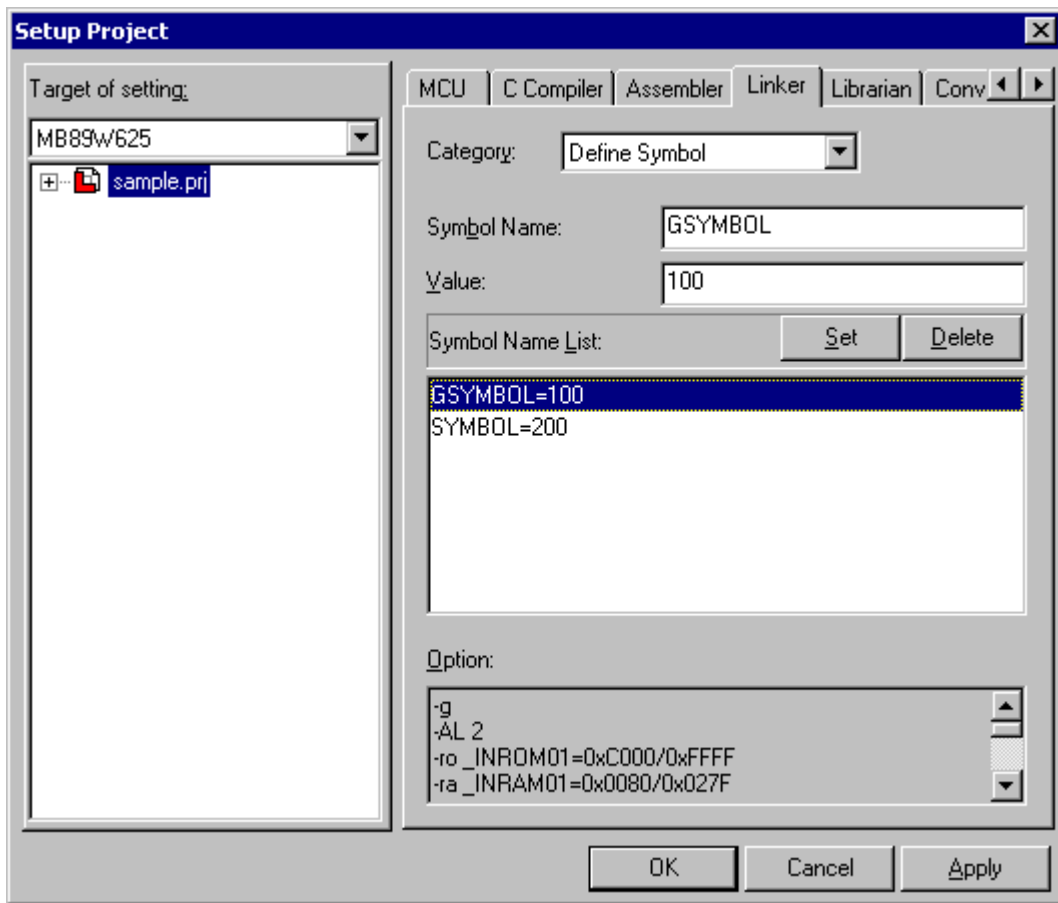 Setup Project
Target of setting:
MB89W625
sample.prj
MCU
C Compiler
Assembler
Linker
Librarian
Conv
Category:
Define Symbol
Symbol Name:
GSYMBOL
Value:
100
Symbol Name List:
Set
Delete
GSYMBOL=100
SYMBOL=200
Option:
-g
-AL 2
-ro _INROM01=0xC000/0xFFFF
-ra _INRAM01=0x0080/0x027F
OK
Cancel
Apply